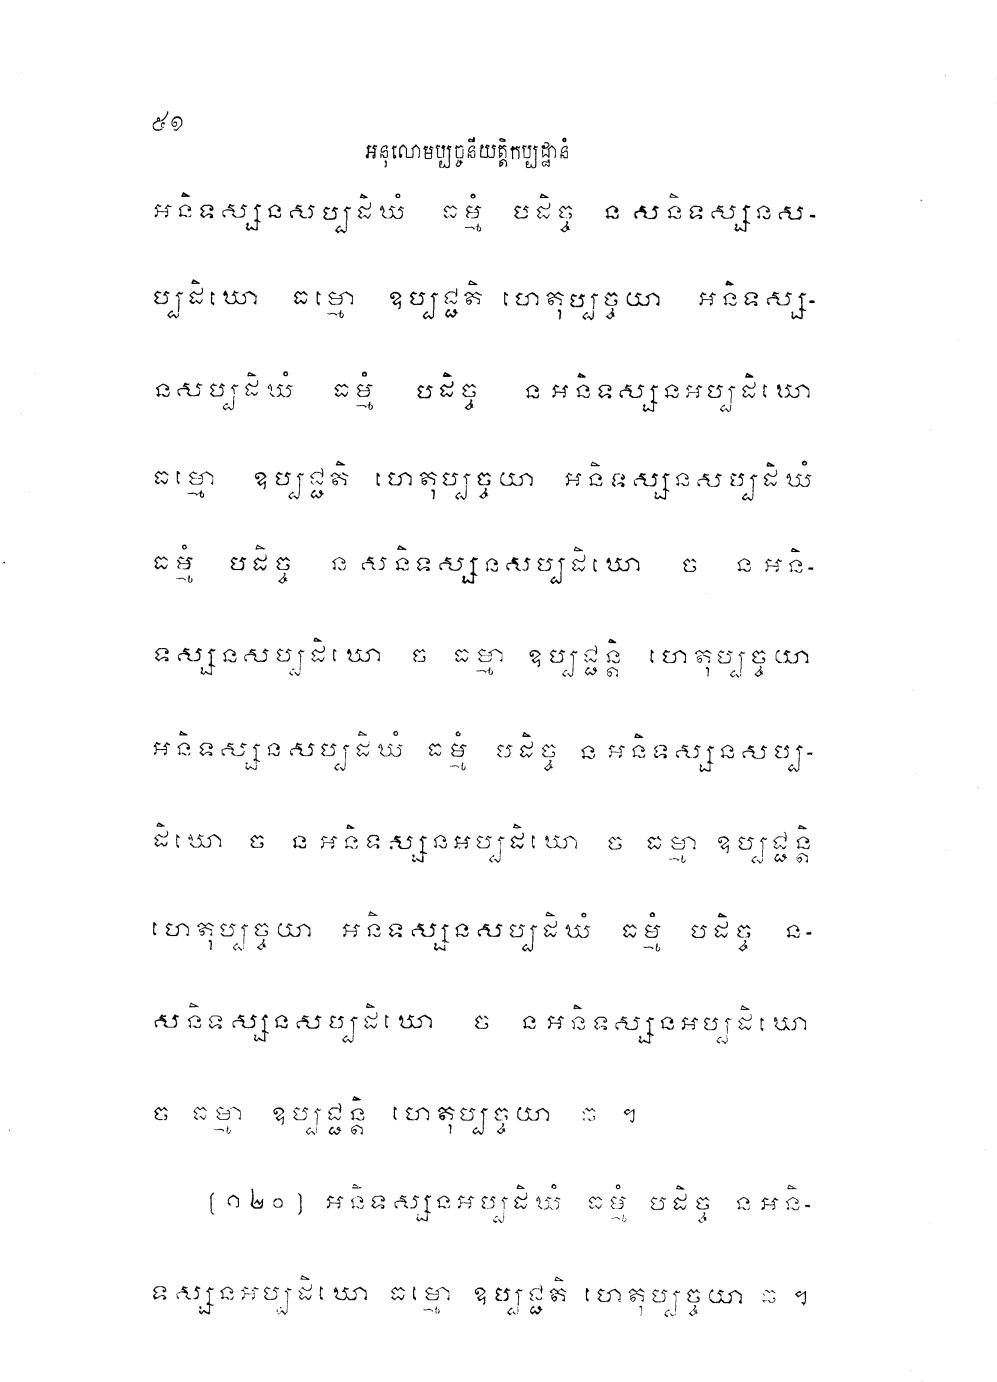 ៥១
អនុលោមប្បច្ចនីយត្តិកប្បដ្ឋានំ
អនិទស្សនសប្បដិឃំ ធម្មំ បដិច្ច ន សនិទស្សនស-
ប្បដិឃោ ធម្មោ ឧប្បជ្ជតិ ហេតុប្បច្ចយា អនិទស្ស-
នសប្បដិឃំ ធម្មំ បដិច្ច ន អនិទស្សនអប្បដិឃោ
ធម្មោ ឧប្បជ្ជតិ ហេតុប្បច្ចយា អនិទស្សនសប្បដិឃំ
ធម្មំ បដិច្ច ន សនិទស្សនសប្បដិឃោ ច ន អនិ-
ទស្សនសប្បដិឃោ ច ធម្មា ឧប្បជ្ជន្តិ ហេតុប្បច្ចយា
អនិទស្សនសប្បដិឃំ ធម្មំ បដិច្ច ន អនិទស្សនសប្ប-
ដិឃោ ច ន អនិទស្សនអប្បដិឃោ ច ធម្មា ឧប្បជ្ជន្តិ
ហេតុប្បច្ចយា អនិទស្សនសប្បដិឃំ ធម្មំ បដិច្ច ន-
សនិទស្សនសប្បដិឃោ ច ន អនិទស្សនអប្បដិឃោ
ច ធម្មា ឧប្បជ្ជន្តិ ហេតុប្បច្ចយា ឆ ។
(១២០) អនិទស្សនអប្បដិឃំ ធម្មំ បដិច្ច ន អនិ-
ទស្សនអប្បដិឃោ ធម្មោ ឧប្បជ្ជតិ ហេតុប្បច្ចយា ឆ ។